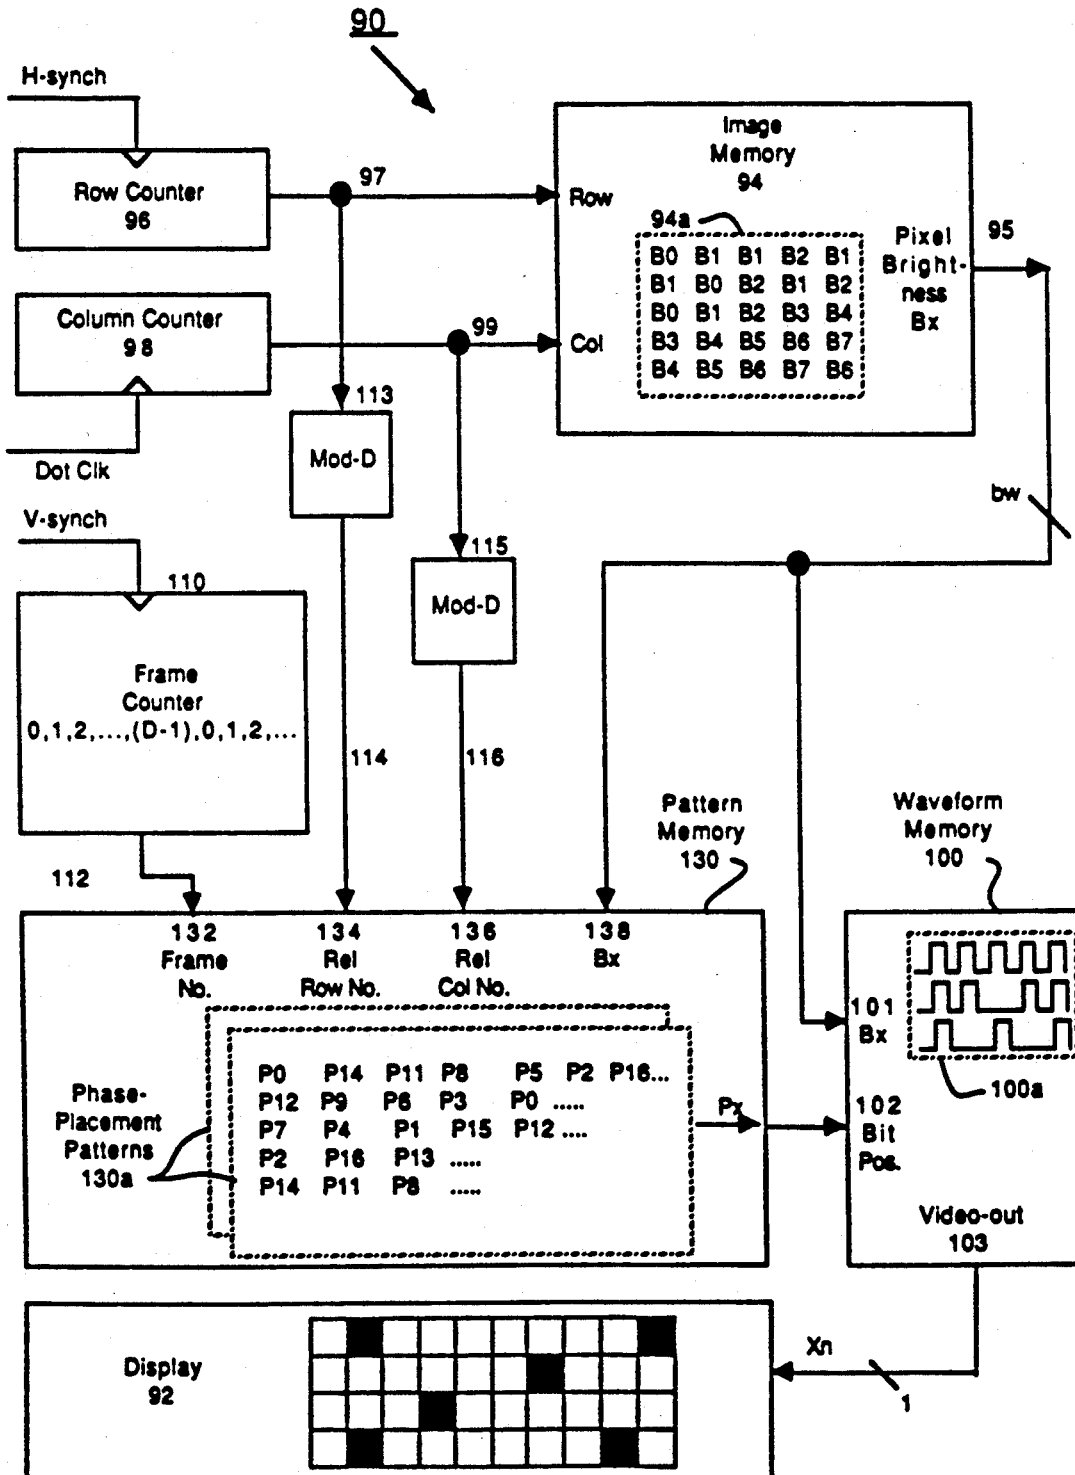 90
H-synch
Row Counter
96
97
Image
Memory
94
Row
94a
B0 B1 B1 B2 B1
B1 B0 B2 B1 B2
B0 B1 B2 B3 B4
B3 B4 B5 B6 B7
B4 B5 B6 B7 B6
Pixel
Bright-
ness
Bx
95
Column Counter
98
99
Col
Dot Clk
113
Mod-D
bw
V-synch
110
115
Mod-D
Frame
Counter
0,1,2,...,(D-1),0,1,2,...
112
114
116
Pattern
Memory
130
Waveform
Memory
100
132
Frame
No.
134
Rel
Row No.
136
Rel
Col No.
138
Bx
101
Bx
100a
Phase-
Placement
Patterns
130a
P0 P14 P11 P8 P5 P2 P16...
P12 P9 P6 P3 P0 .....
P7 P4 P1 P15 P12 ....
P2 P16 P13 .....
P14 P11 P8 .....
Px
102
Bit
Pos.
Video-out
103
Display
92
Xn
1